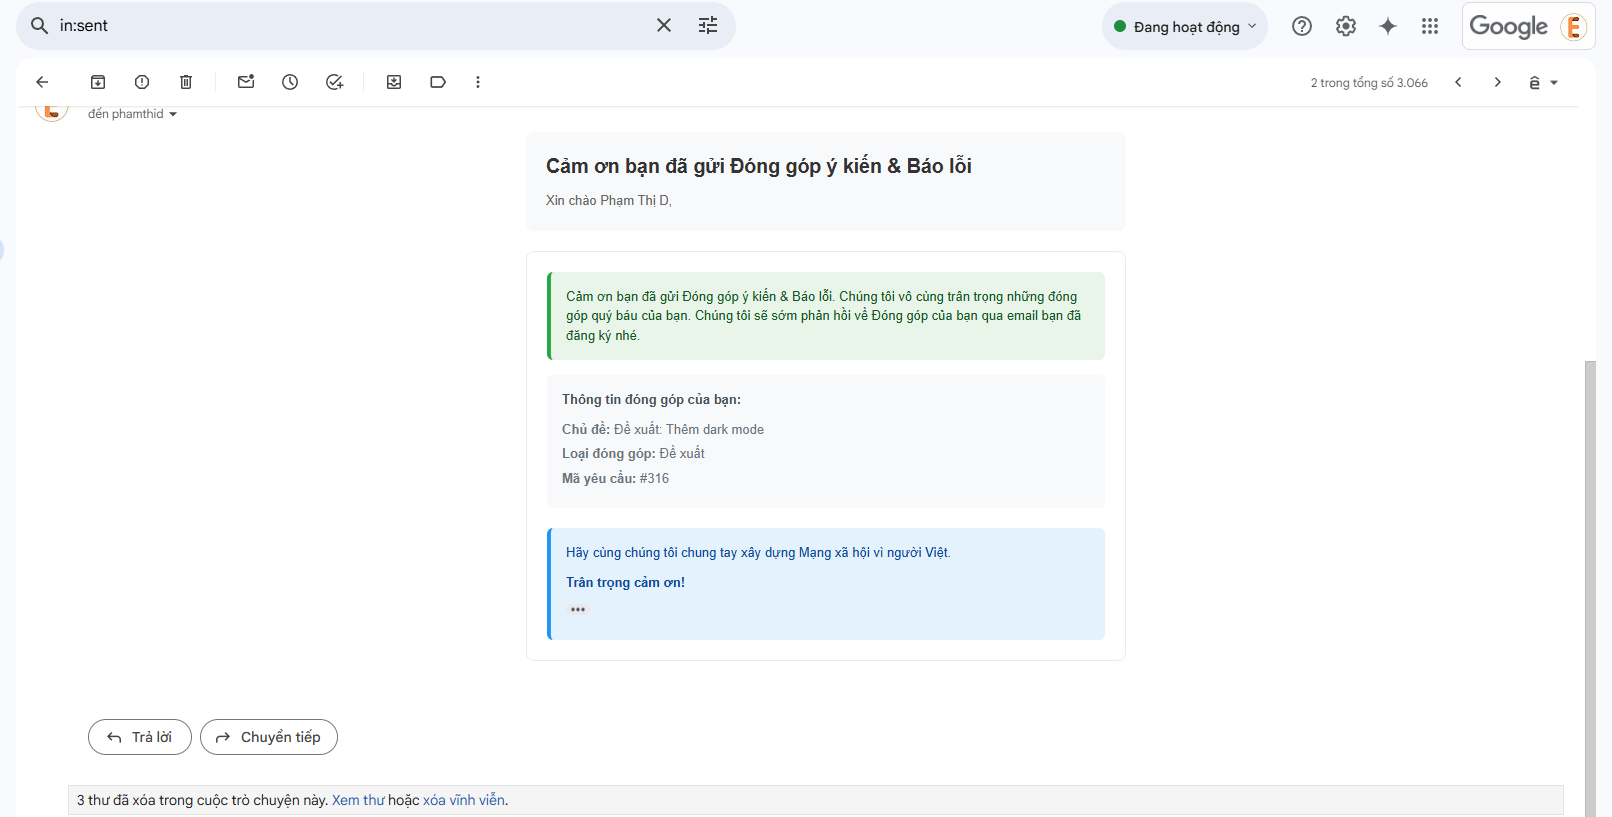 in:sent
Đang hoạt động
Google
2 trong tổng số 3.066
đến phamthid
Cảm ơn bạn đã gửi Đóng góp ý kiến & Báo lỗi
Xin chào Phạm Thị D,
Cảm ơn bạn đã gửi Đóng góp ý kiến & Báo lỗi. Chúng tôi vô cùng trân trọng những đóng
góp quý báu của bạn. Chúng tôi sẽ sớm phản hồi về Đóng góp của bạn qua email bạn đã
đăng ký nhé.
Thông tin đóng góp của bạn:
Chủ đề: Đề xuất: Thêm dark mode
Loại đóng góp: Đề xuất
Mã yêu cầu: #316
Hãy cùng chúng tôi chung tay xây dựng Mạng xã hội vì người Việt.
Trân trọng cảm ơn!
Trả lời
Chuyển tiếp
3 thư đã xóa trong cuộc trò chuyện này. Xem thư hoặc xóa vĩnh viễn.